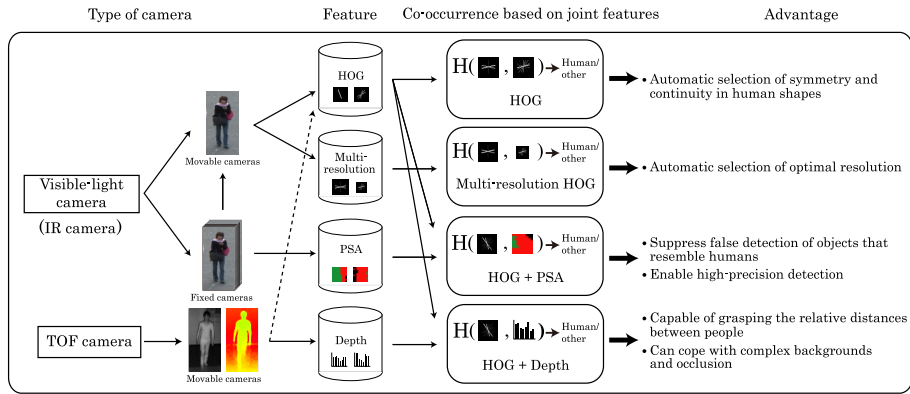 Type of camera
Feature
Co-occurrence based on joint features
Advantage
Visible-light
camera
(IR camera)
TOF camera
Movable cameras
Fixed cameras
Movable cameras
HOG
Multi-
resolution
PSA
Depth
H( , )→Human/
other
HOG
H( , )→Human/
other
Multi-resolution HOG
H( , )→Human/
other
HOG + PSA
H( , )→Human/
other
HOG + Depth
• Automatic selection of symmetry and
continuity in human shapes
• Automatic selection of optimal resolution
• Suppress false detection of objects that
resemble humans
• Enable high-precision detection
• Capable of grasping the relative distances
between people
• Can cope with complex backgrounds
and occlusion